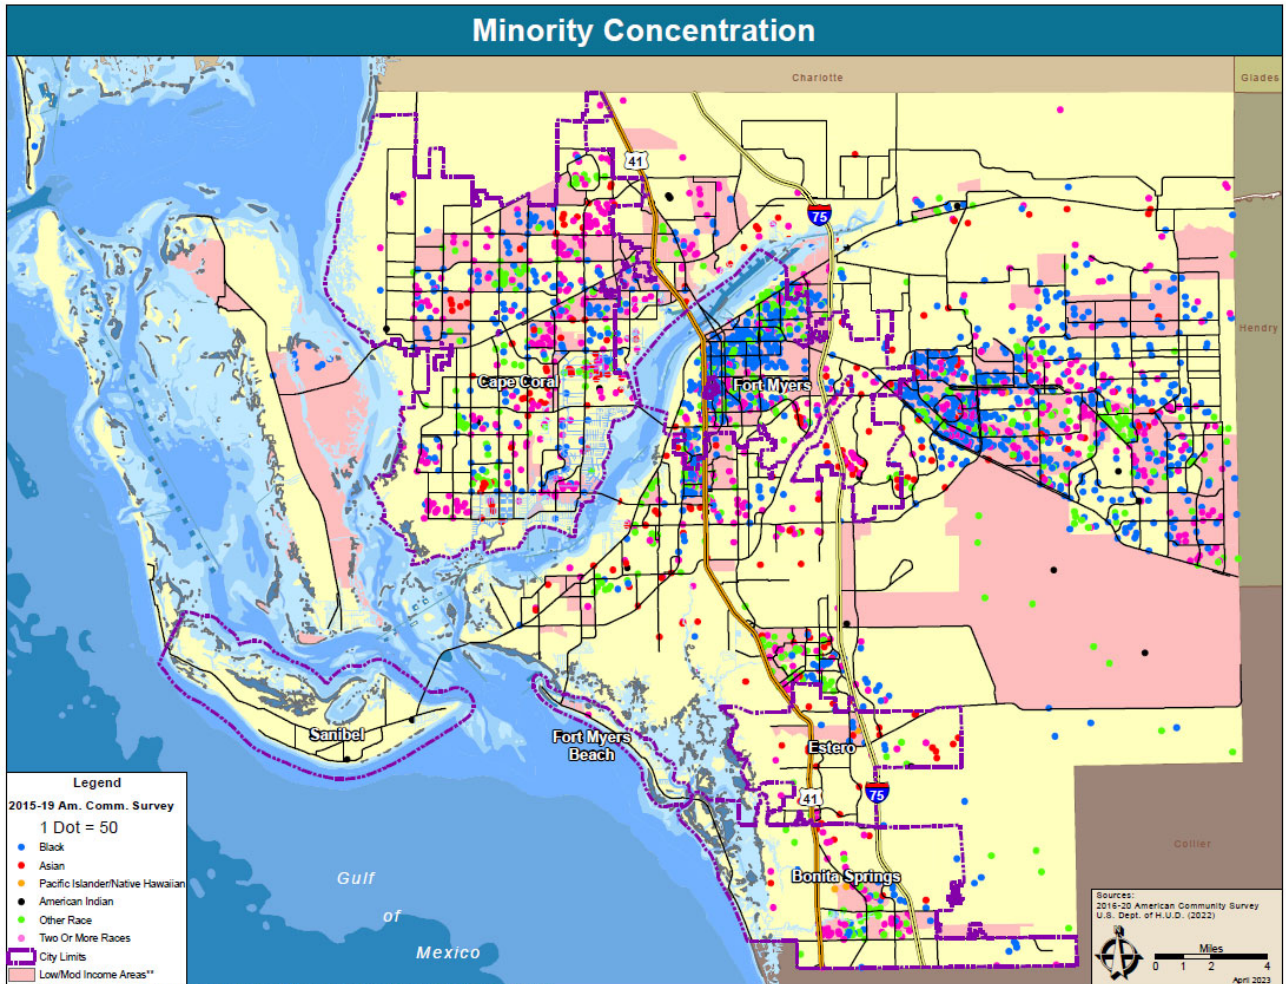 Minority Concentration
Charlotte
Glades
41
75
Hendry
Cape Coral
Fort Myers
Sanibel
Fort Myers
Beach
Estero
41
75
Bonita Springs
Collier
Gulf
of
Mexico
Legend
2015-19 Am. Comm. Survey
1 Dot = 50
Black
Asian
Pacific Islander/Native Hawaiian
American Indian
Other Race
Two Or More Races
City Limits
Low/Mod Income Areas**
Sources:
2016-20 American Community Survey
U.S. Dept. of H.U.D. (2022)
Miles
0 1 2 4
April 2023